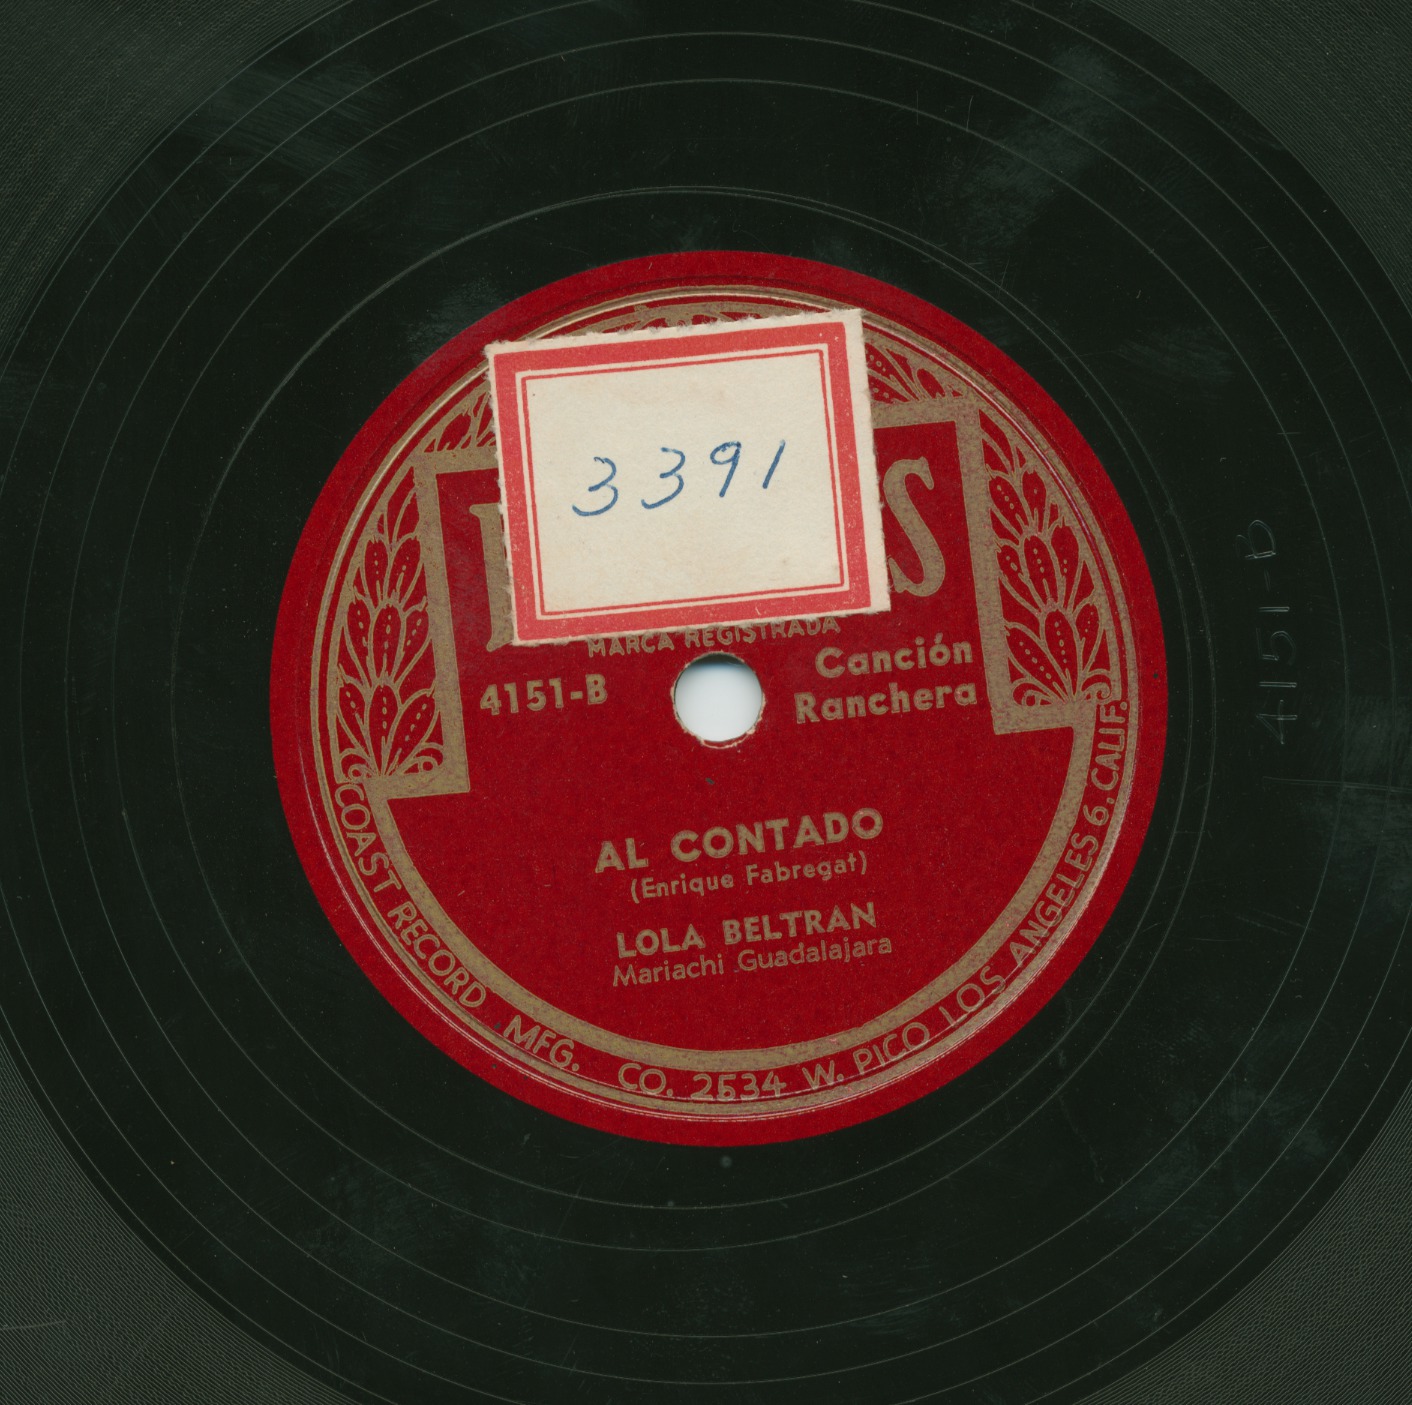 3391
MARCA REGISTRADA
4151-B
Canción
Ranchera
AL CONTADO
(Enrique Fabregat)
LOLA BELTRAN
Mariachi Guadalajara
COAST RECORD MFG. CO. 2534 W. PICO LOS ANGELES 6, CALIF.
4151-B